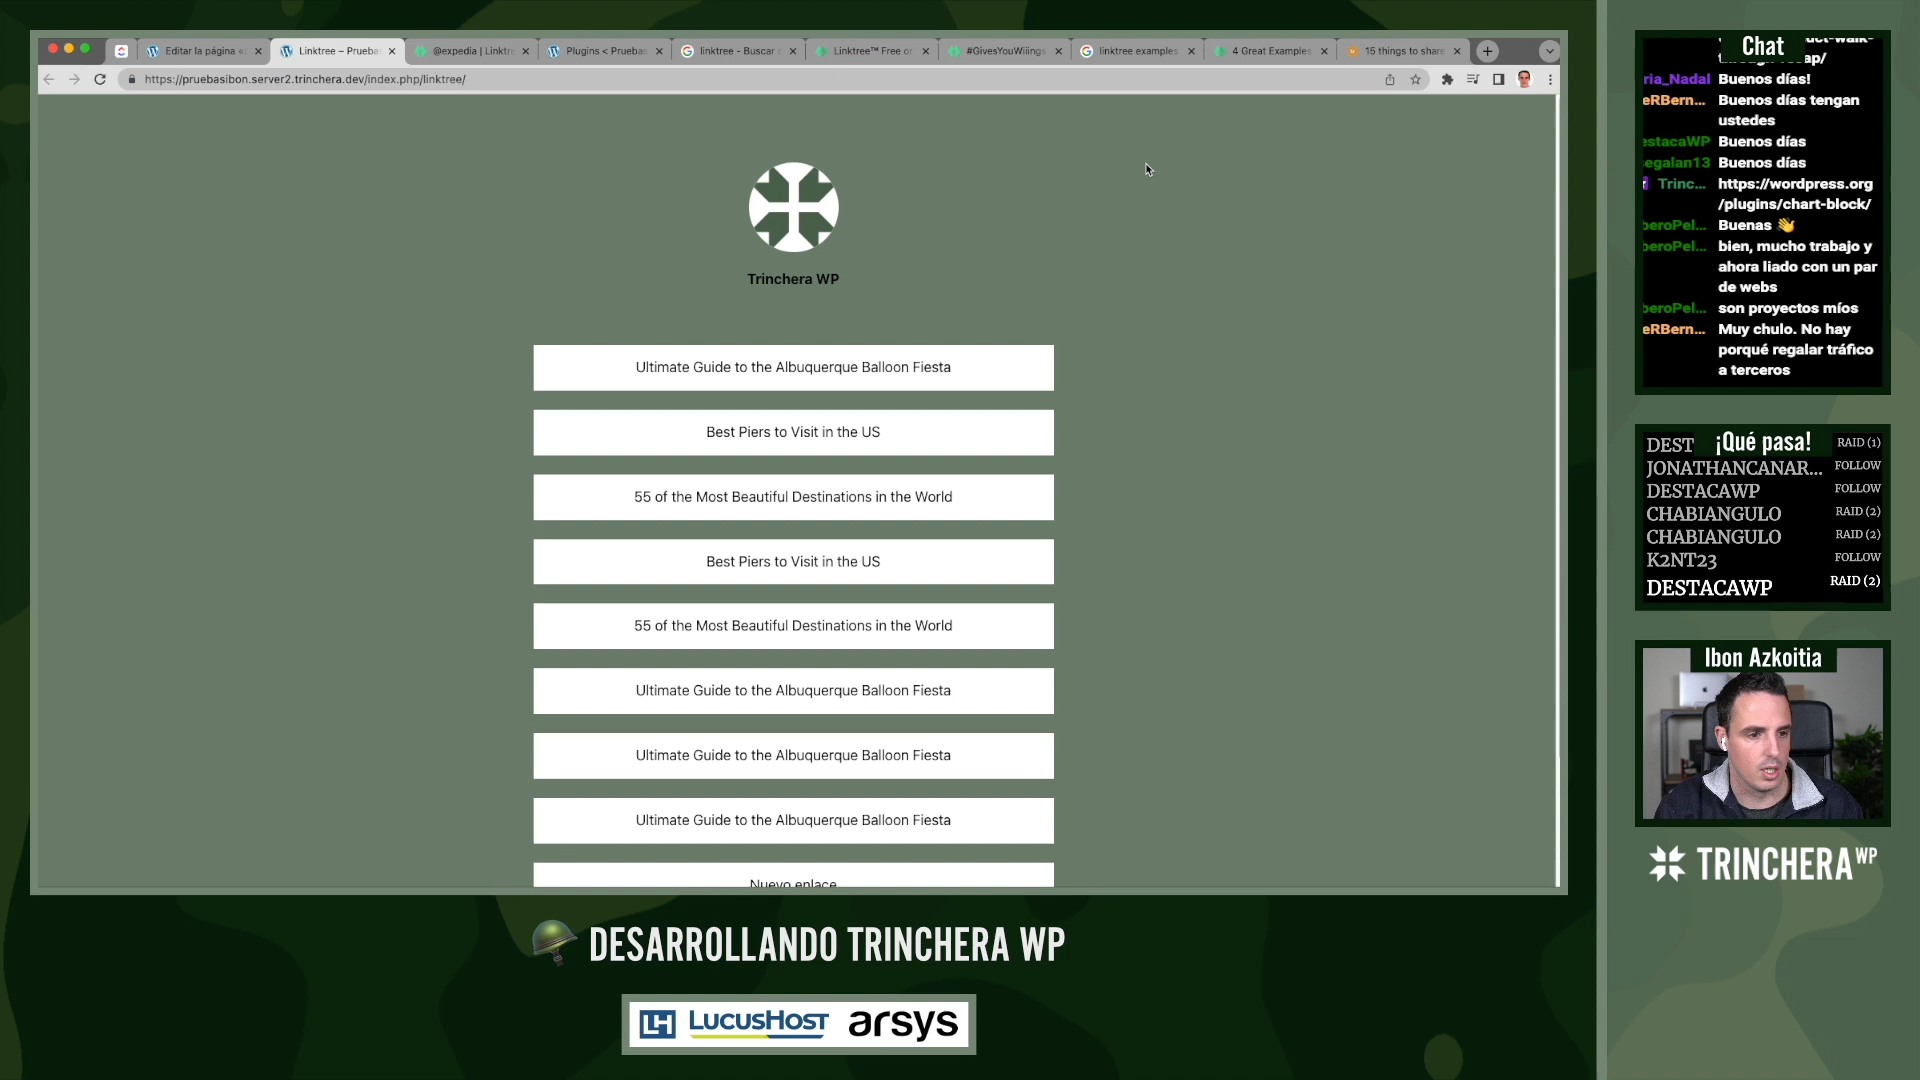 Editar la página «
Linktree – Prueba
@expedia | Linktre
Plugins < Pruebas
linktree - Buscar
Linktree™ Free
#GivesYouWiiings
linktree examples
4 Great Examples
15 things to share
https://pruebasibon.server2.trinchera.dev/index.php/linktree/
Trinchera WP
Ultimate Guide to the Albuquerque Balloon Fiesta
Best Piers to Visit in the US
55 of the Most Beautiful Destinations in the World
Best Piers to Visit in the US
55 of the Most Beautiful Destinations in the World
Ultimate Guide to the Albuquerque Balloon Fiesta
Ultimate Guide to the Albuquerque Balloon Fiesta
Ultimate Guide to the Albuquerque Balloon Fiesta
Nuevo enlace
DESARROLLANDO TRINCHERA WP
LH LUCUSHOST arsys
Chat
ria_Nadal Buenos días!
eRBern... Buenos días tengan
ustedes
estacaWP Buenos días
egalan13 Buenos días
Trinc... https://wordpress.org
/plugins/chart-block/
beroPel... Buenas 👋
beroPel... bien, mucho trabajo y
ahora liado con un par
de webs
beroPel... son proyectos míos
eRBern... Muy chulo. No hay
porqué regalar tráfico
a terceros
¡Qué pasa!
DEST RAID (1)
JONATHANCANAR... FOLLOW
DESTACAWP FOLLOW
CHABIANGULO RAID (2)
CHABIANGULO RAID (2)
K2NT23 FOLLOW
DESTACAWP RAID (2)
Ibon Azkoitia
TRINCHERA WP